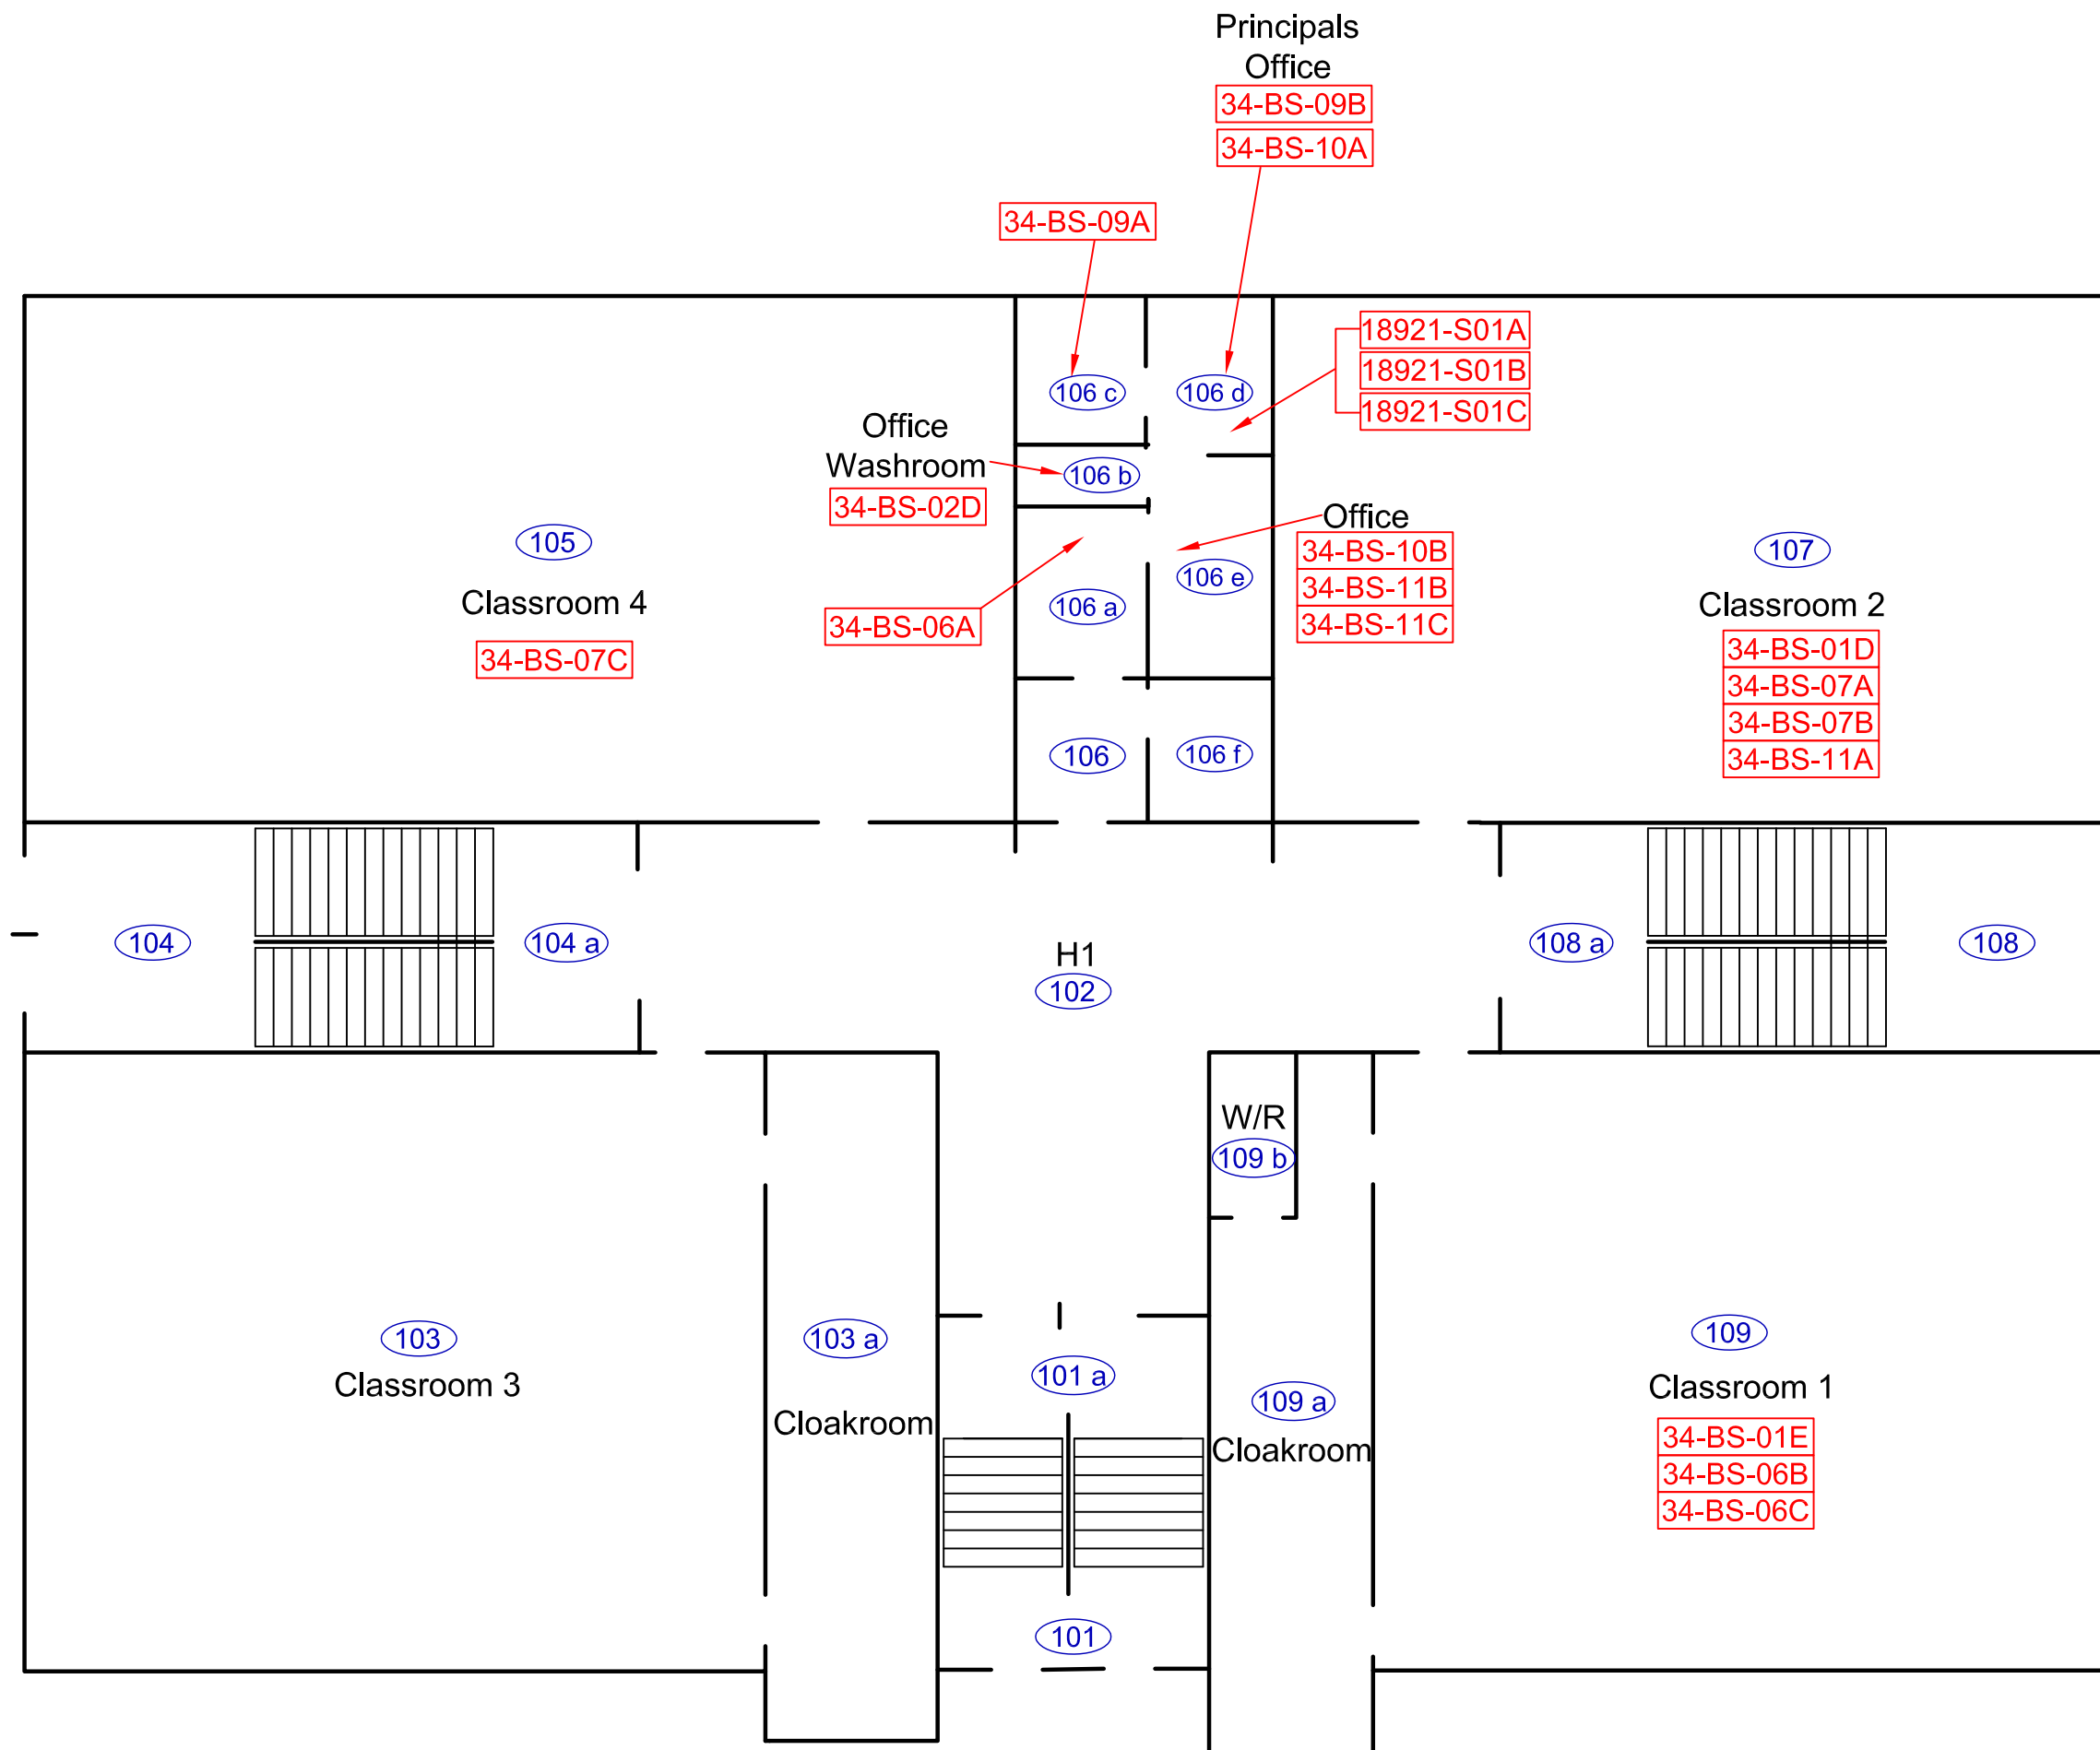 Principals
Office
34-BS-09B
34-BS-10A
34-BS-09A
18921-S01A
18921-S01B
18921-S01C
106 c
106 d
Office
Washroom
34-BS-02D
106 b
Office
34-BS-10B
34-BS-11B
34-BS-11C
105
Classroom 4
34-BS-07C
34-BS-06A
106 a
106 e
107
Classroom 2
34-BS-01D
34-BS-07A
34-BS-07B
34-BS-11A
106
106 f
104
104 a
H1
102
108 a
108
W/R
109 b
103
Classroom 3
103 a
Cloakroom
101 a
109 a
Cloakroom
109
Classroom 1
34-BS-01E
34-BS-06B
34-BS-06C
101